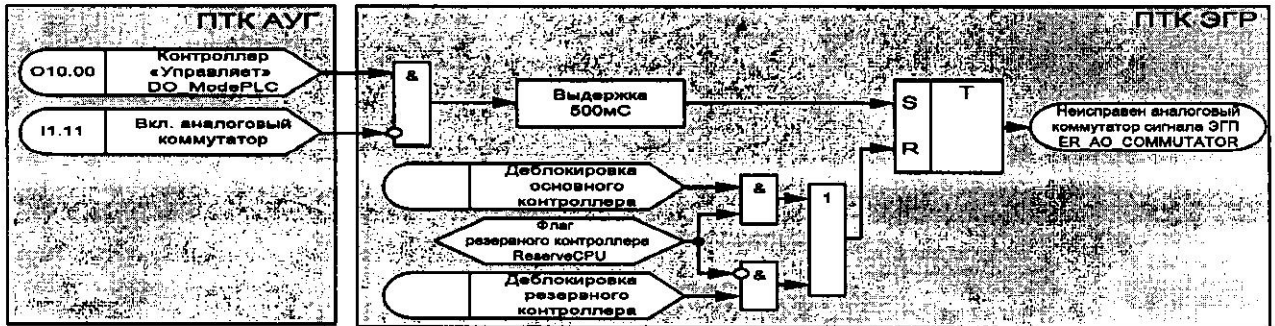 ПТК АУГ
ПТК ЭГР
O10.00
Контроллер
«Управляет»
DO_ModePLC
I1.11
Вкл. аналоговый
коммутатор
&
Выдержка
500мС
S
T
R
Неисправен аналоговый
коммутатор сигнала ЭГП
ER_AO_COMMUTATOR
Деблокировка
основного
контроллера
&
1
Флаг
резервного контроллера
ReserveCPU
&
Деблокировка
резервного
контроллера